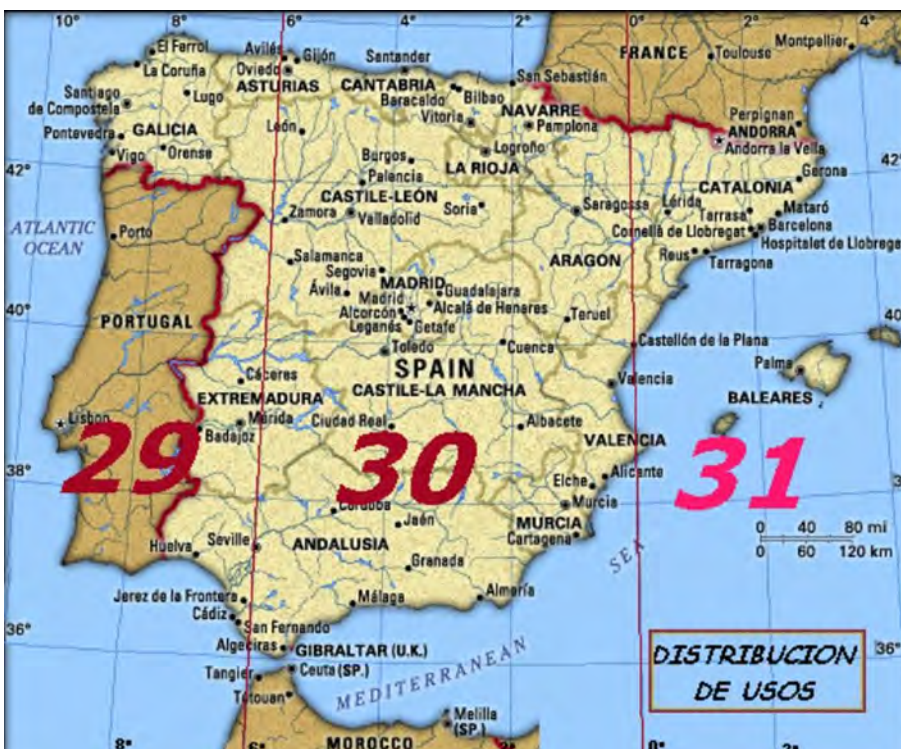 10° 8° 6° 4° 2° 0° 2° 4°
El Ferrol
Avilés
Gijón
Santander
FRANCE
Toulouse
Montpellier
La Coruña
Oviedo
ASTURIAS
CANTABRIA
San Sebastián
Santiago
de Compostela
Lugo
Baracaldo
Bilbao
NAVARRE
Vitoria
Pamplona
Perpignan
ANDORRA
Andorra la Vella
Pontevedra
GALICIA
León
Vigo
Orense
Logroño
LA RIOJA
Burgos
42°
42°
Gerona
Palencia
CASTILE-LEÓN
CATALONIA
Zamora
Valladolid
Soria
Saragossa
Lérida
Tarrasa
Mataró
Barcelona
ATLANTIC
OCEAN
Porto
Cornellá de Llobregat
Hospitalet de Llobrega
Salamanca
Segovia
ARAGON
Reus
Tarragona
MADRID
Ávila
Madrid
Guadalajara
Alcalá de Henares
Alcorcón
Leganés
Getafe
Teruel
40°
40
PORTUGAL
Toledo
SPAIN
Cuenca
Castellón de la Plana
Palma
Cáceres
CASTILE-LA MANCHA
Valencia
EXTREMADURA
BALEARES
Lisbon
Mérida
Ciudad Real
Albacete
Badajoz
VALENCIA
29
30
31
38°
38°
Elche
Alicante
Córdoba
Murcia
Jaén
MURCIA
Cartagena
0 40 80 mi
0 60 120 km
Huelva
Seville
ANDALUSIA
SEA
Granada
Jerez de la Frontera
Málaga
Almería
Cádiz
San Fernando
36°
36°
Algeciras
GIBRALTAR (U.K.)
Tangier
Ceuta (SP.)
MEDITERRANEAN
DISTRIBUCION
DE USOS
Tétouan
Melilla
(SP.)
MOROCCO
8° 6° 0° 2°